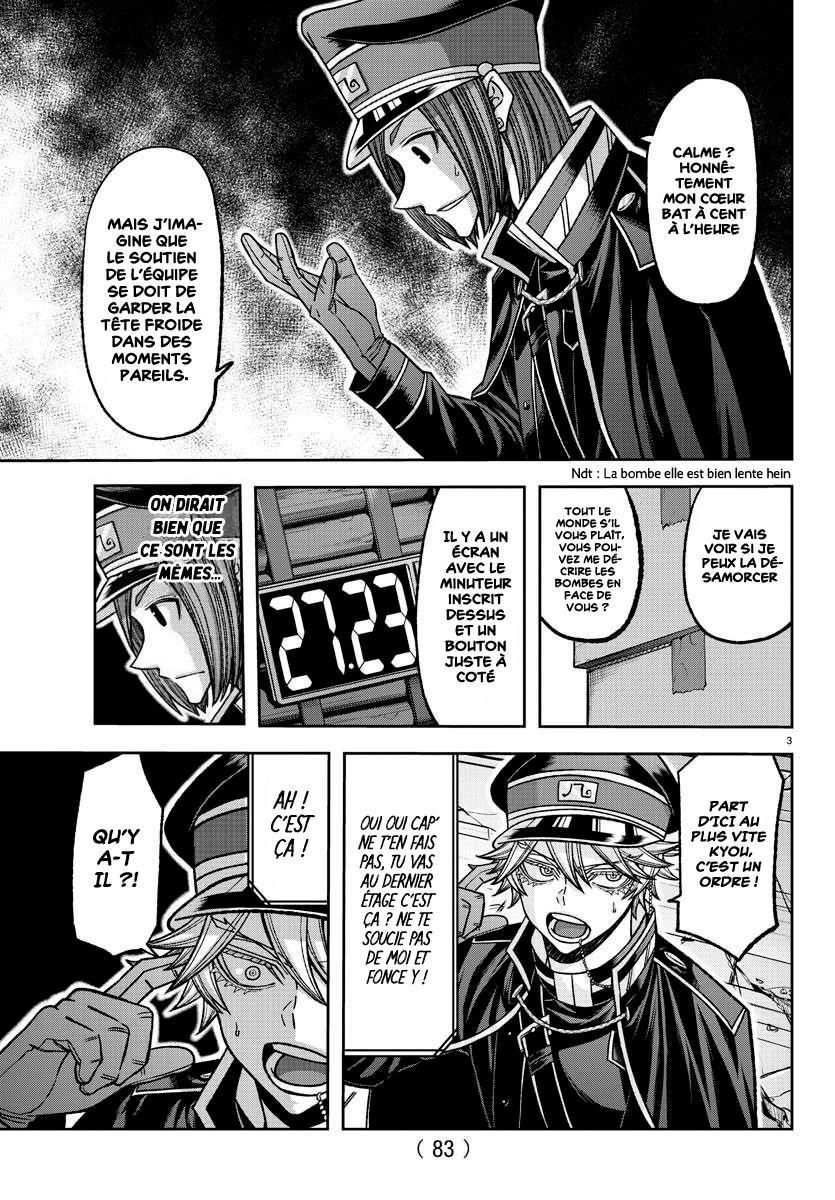 CALME ?
HONNÊ-
TEMENT
MON CŒUR
BAT À CENT
À L'HEURE
MAIS J'IMA-
GINE QUE
LE SOUTIEN
DE L'ÉQUIPE
SE DOIT DE
GARDER LA
TÊTE FROIDE
DANS DES
MOMENTS
PAREILS.
Ndt : La bombe elle est bien lente hein
JE VAIS
VOIR SI JE
PEUX LA DÉ-
SAMORCER
TOUT LE
MONDE S'IL
VOUS PLAÎT,
VOUS POU-
VEZ ME DÉ-
CRIRE LES
BOMBES EN
FACE DE
VOUS ?
IL Y A UN
ÉCRAN
AVEC LE
MINUTEUR
INSCRIT
DESSUS
ET UN
BOUTON
JUSTE À
COTÉ
27.23
ON DIRAIT
BIEN QUE
CE SONT LES
MÊMES...
3
PART
D'ICI AU
PLUS VITE
KYOU,
C'EST UN
ORDRE !
OUI OUI CAP'
NE T'EN FAIS
PAS, TU VAS
AU DERNIER
ÉTAGE C'EST
ÇA ? NE TE
SOUCIE PAS
DE MOI ET
FONCE Y !
AH !
C'EST
ÇA !
QU'Y
A-T
IL ?!
( 83 )